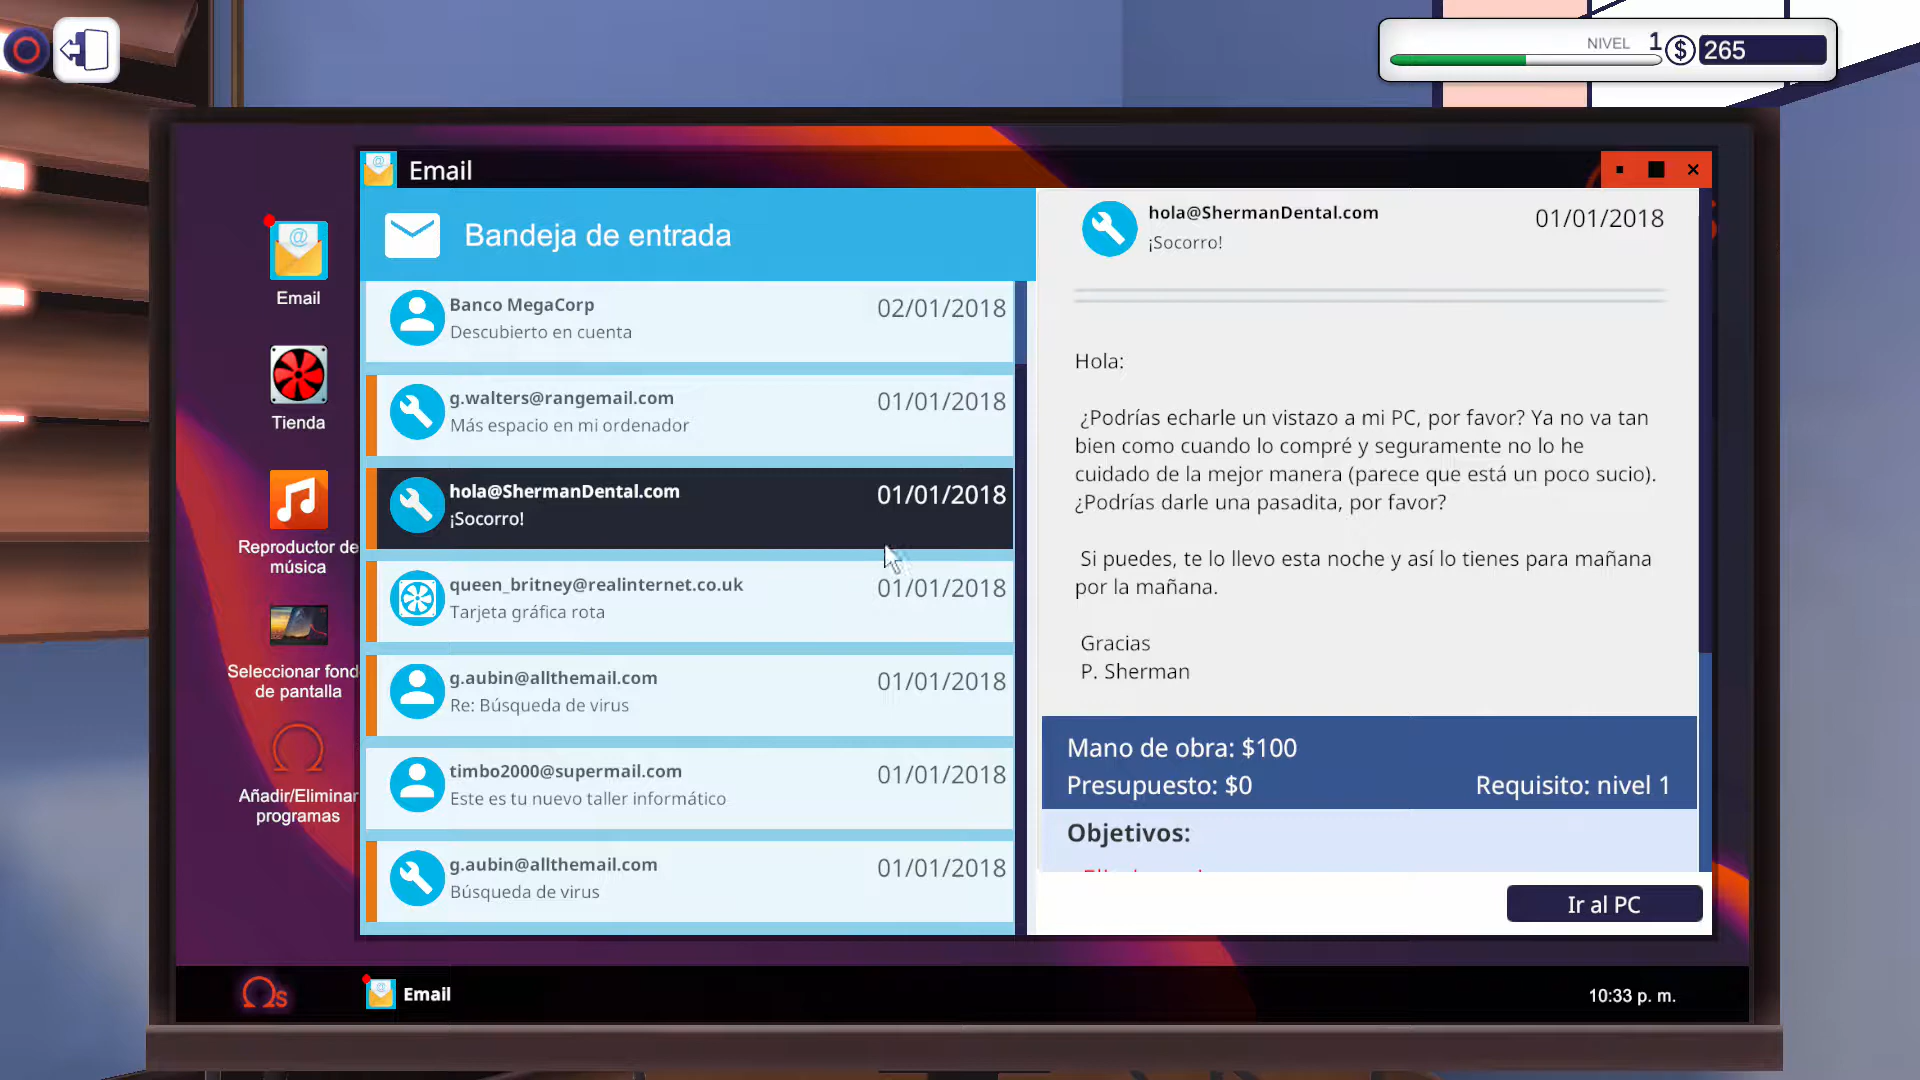 NIVEL 1
265
Email
Bandeja de entrada
Banco MegaCorp
02/01/2018
Descubierto en cuenta
g.walters@rangemail.com
01/01/2018
Más espacio en mi ordenador
hola@ShermanDental.com
01/01/2018
¡Socorro!
queen_britney@realinternet.co.uk
01/01/2018
Tarjeta gráfica rota
g.aubin@allthemail.com
01/01/2018
Re: Búsqueda de virus
timbo2000@supermail.com
01/01/2018
Este es tu nuevo taller informático
g.aubin@allthemail.com
01/01/2018
Búsqueda de virus
hola@ShermanDental.com
01/01/2018
¡Socorro!
Hola:
¿Podrías echarle un vistazo a mi PC, por favor? Ya no va tan
bien como cuando lo compré y seguramente no lo he
cuidado de la mejor manera (parece que está un poco sucio).
¿Podrías darle una pasadita, por favor?
Si puedes, te lo llevo esta noche y así lo tienes para mañana
por la mañana.
Gracias
P. Sherman
Mano de obra: $100
Presupuesto: $0
Requisito: nivel 1
Objetivos:
Ir al PC
Email
Tienda
Reproductor de
música
Seleccionar fond
de pantalla
Añadir/Eliminar
programas
Ωs
Email
10:33 p. m.